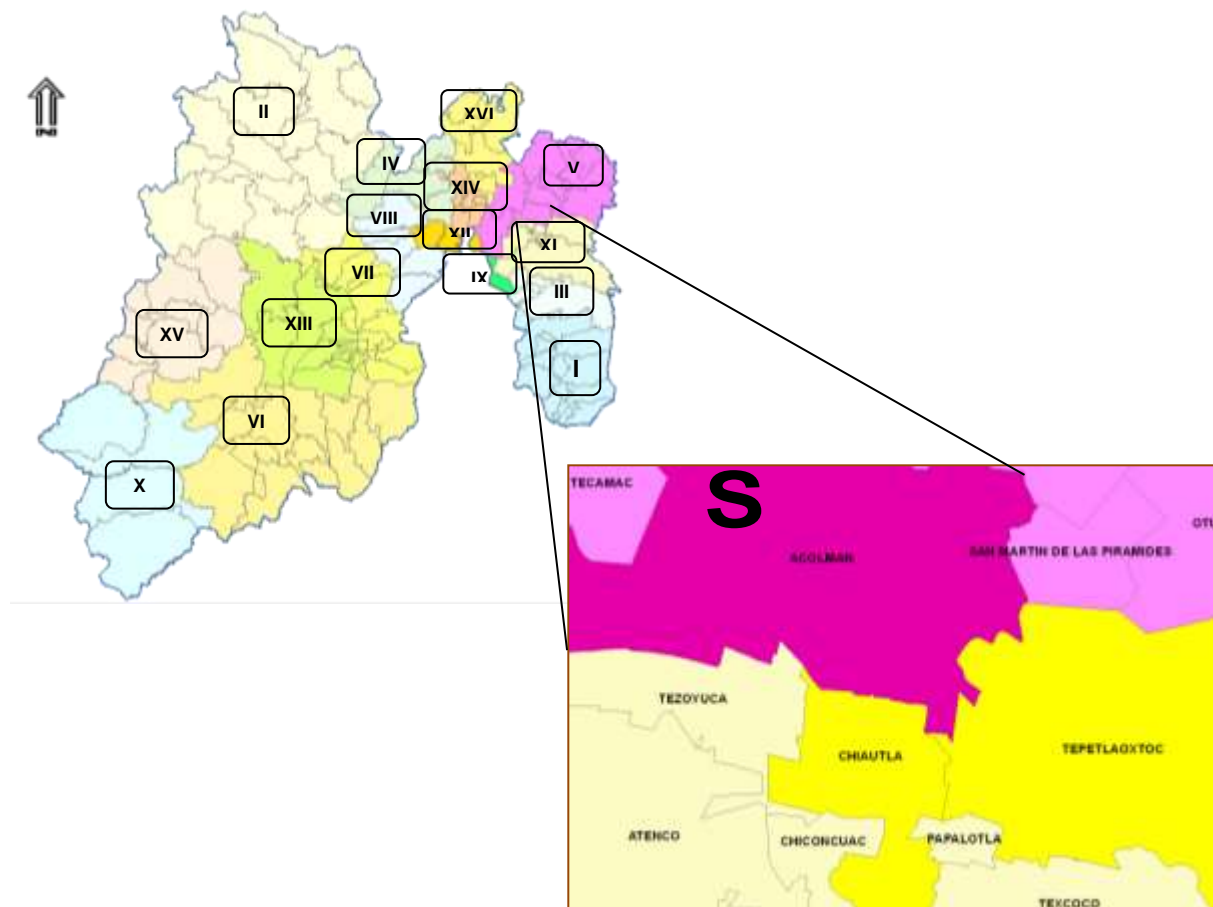 II
XVI
IV
V
XIV
VIII
XII
XI
VII
IX
III
XIII
XV
I
VI
X
S
TECAMAC
OTU
ACOLMAN
SAN MARTIN DE LAS PIRAMIDES
TEZOYUCA
CHIAUTLA
TEPETLAOXTOC
ATENCO
CHICONCUAC
PAPALOTLA
TEXCOCO